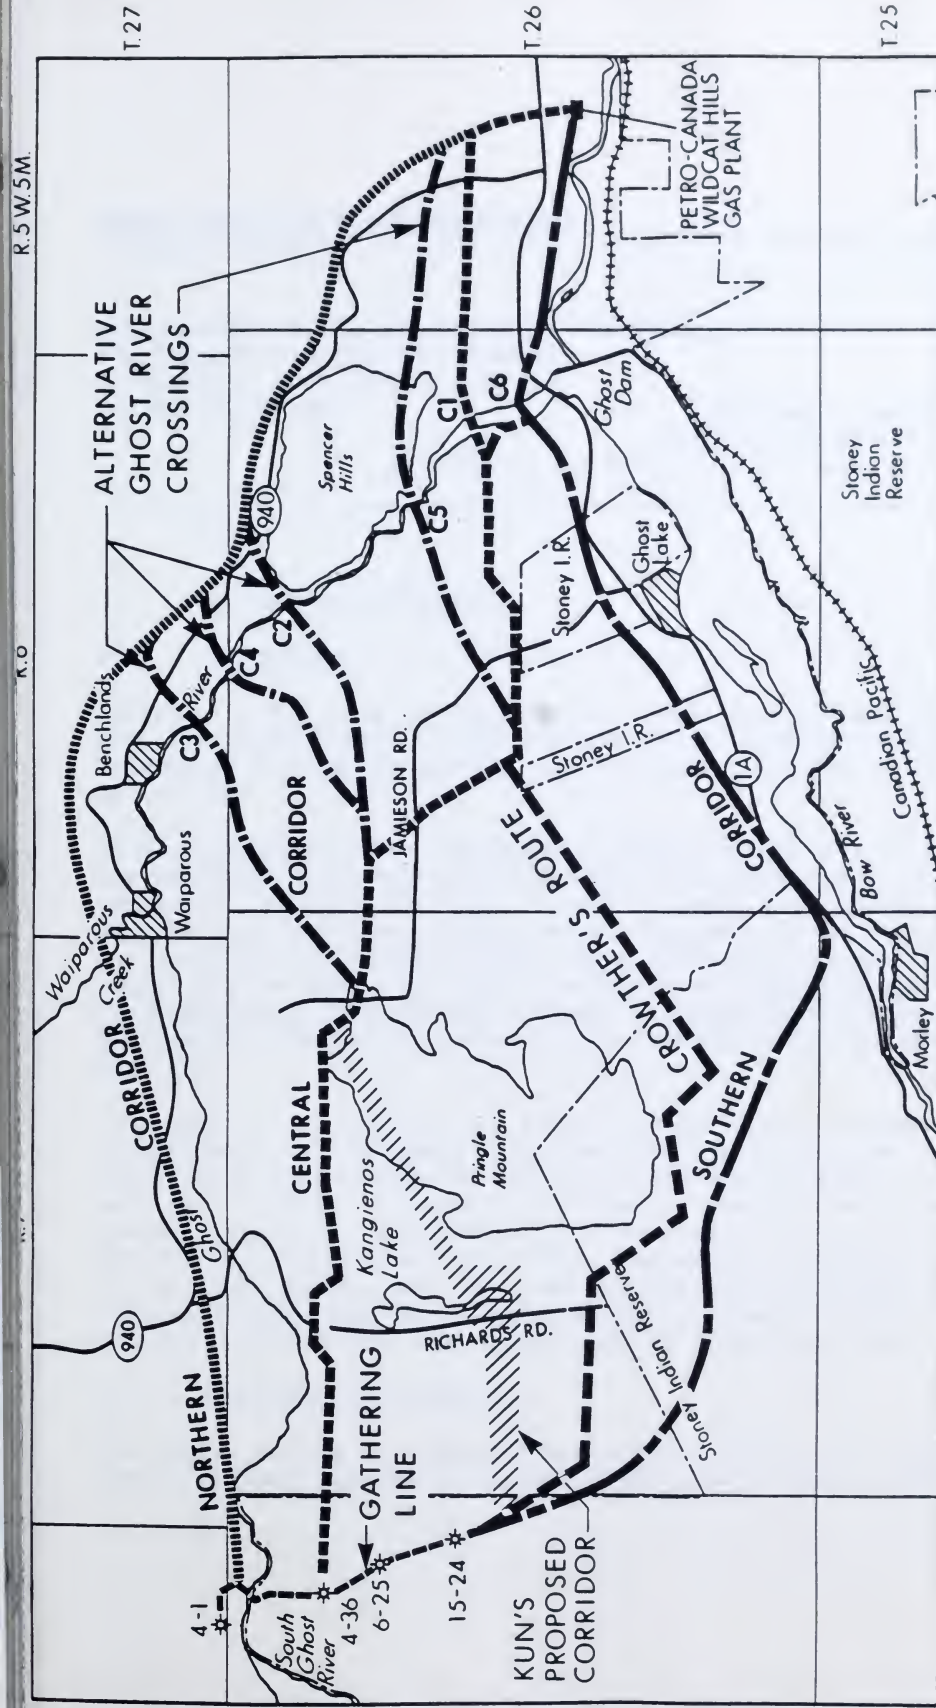 R.5 W.5M.
R.6
T.27
T.26
T.25
ALTERNATIVE
GHOST RIVER
CROSSINGS
PETRO-CANADA
WILDCAT HILLS
GAS PLANT
940
Spencer
Hills
C1
C6
C5
C2
C4
C3
River
Benchlands
Waiparous
Waiparous
Creek
Ghost
Dam
Ghost
Lake
Stoney I.R.
Stoney I.R.
Stoney
Indian
Reserve
JAMIESON RD.
CORRIDOR
CORRIDOR
1A
Bow River
Canadian Pacific
Morley
CROWTHER'S ROUTE
SOUTHERN
CORRIDOR
CENTRAL
Kangienos
Lake
Pringle
Mountain
Ghost
940
NORTHERN
RICHARDS RD.
Stoney Indian Reserve
GATHERING
LINE
4-1
South
Ghost
River
4-36
6-25
15-24
KUN'S
PROPOSED
CORRIDOR